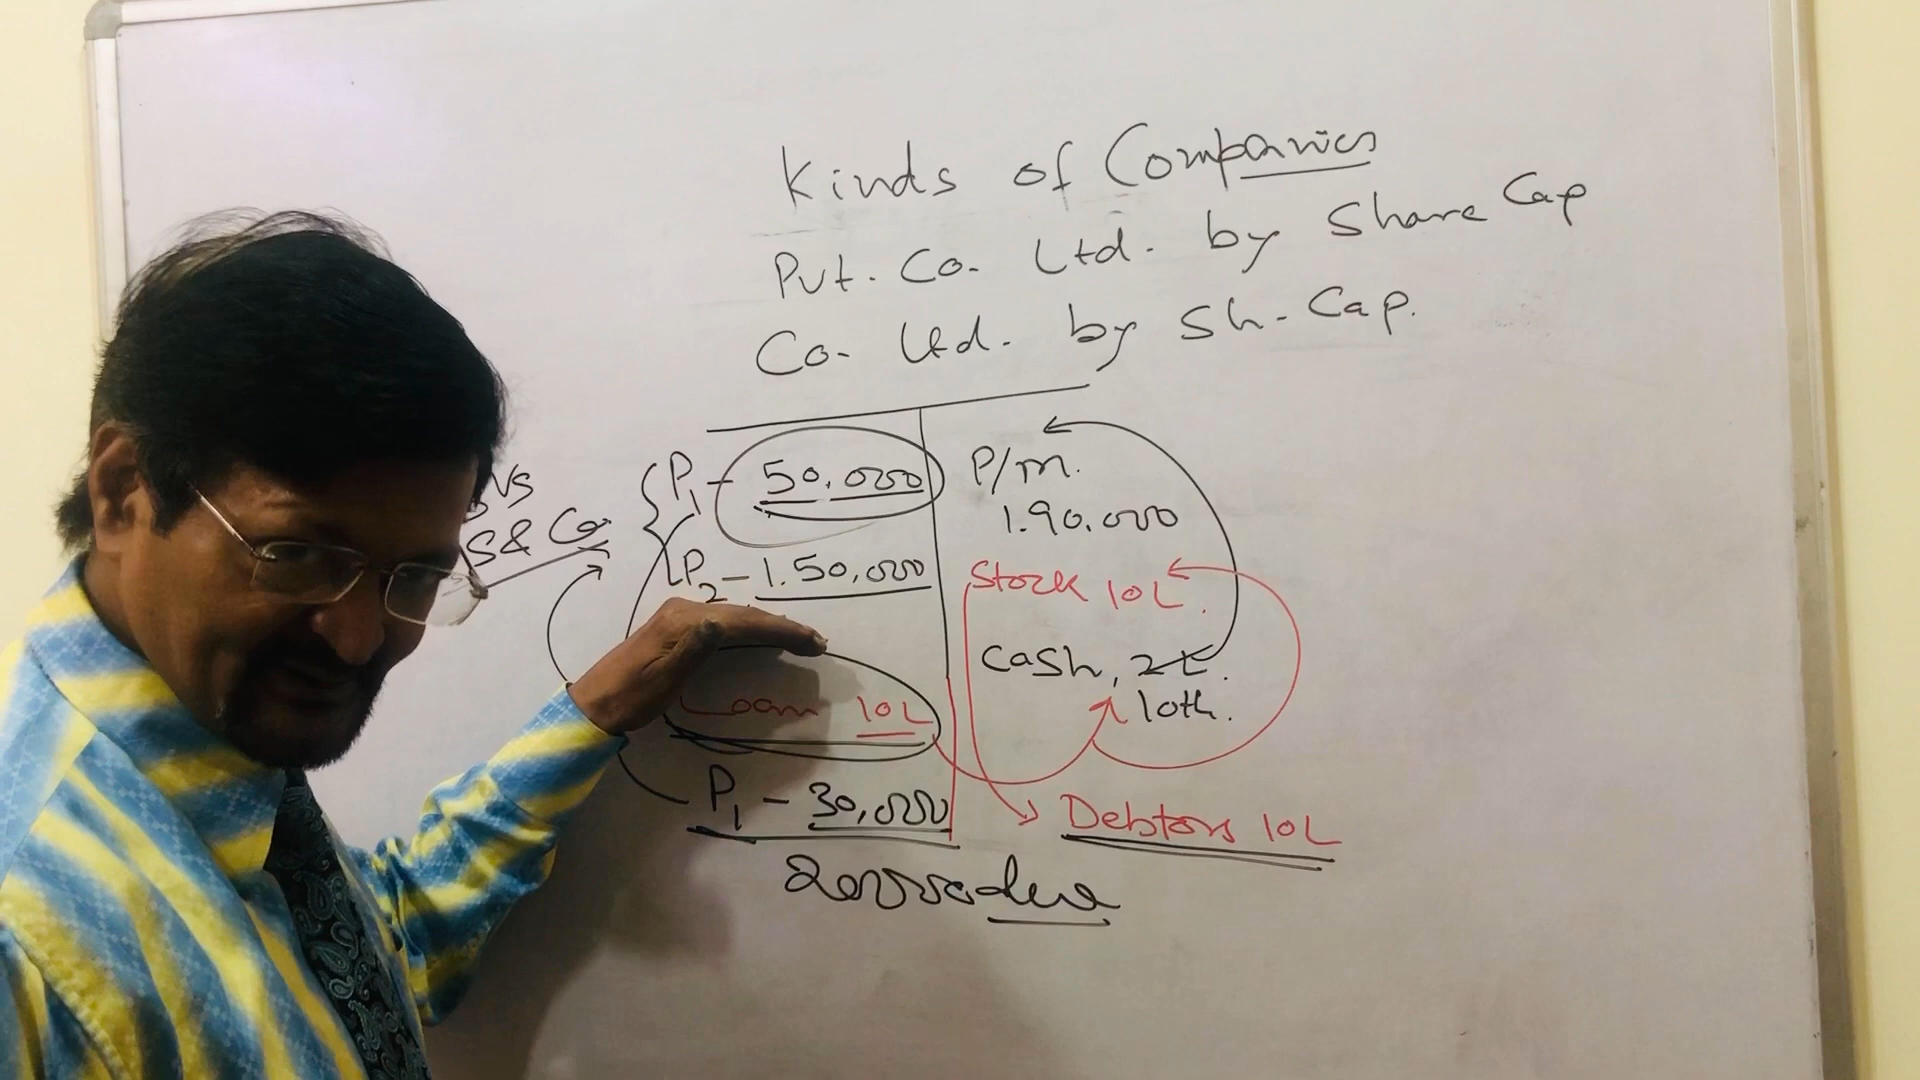 Kinds of Companies
Pvt. Co. Ltd. by Share Cap
Co. Ltd. by Sh. Cap.
Vs
S & Co.
P1 - 50,000
P2 - 1.50,000
Loan 10L
P1 - 30,000
P/m.
1.90.000
Stock 10L.
Cash, 2L.
10th.
Debtors 10L